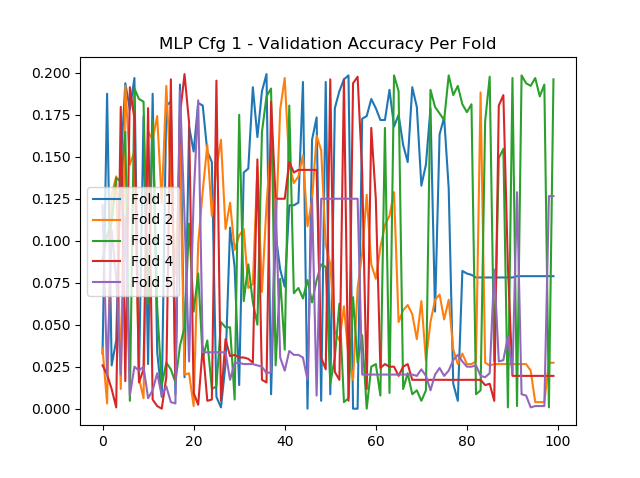 MLP Cfg 1 - Validation Accuracy Per Fold
0.200
0.175
0.150
0.125
0.100
0.075
0.050
0.025
0.000
Fold 1
Fold 2
Fold 3
Fold 4
Fold 5
0 20 40 60 80 100